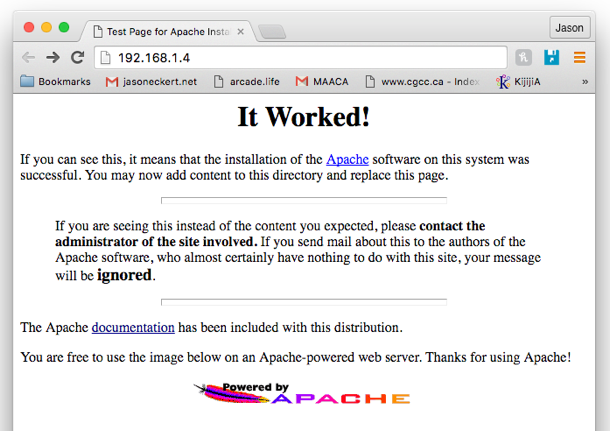 Test Page for Apache Insta
Jason
192.168.1.4
Bookmarks jasoneckert.net arcade.life MAACA www.cgcc.ca - Index KijijiA »
It Worked!
If you can see this, it means that the installation of the Apache software on this system was
successful. You may now add content to this directory and replace this page.
If you are seeing this instead of the content you expected, please contact the
administrator of the site involved. If you send mail about this to the authors of the
Apache software, who almost certainly have nothing to do with this site, your message
will be ignored.
The Apache documentation has been included with this distribution.
You are free to use the image below on an Apache-powered web server. Thanks for using Apache!
Powered by
APACHE